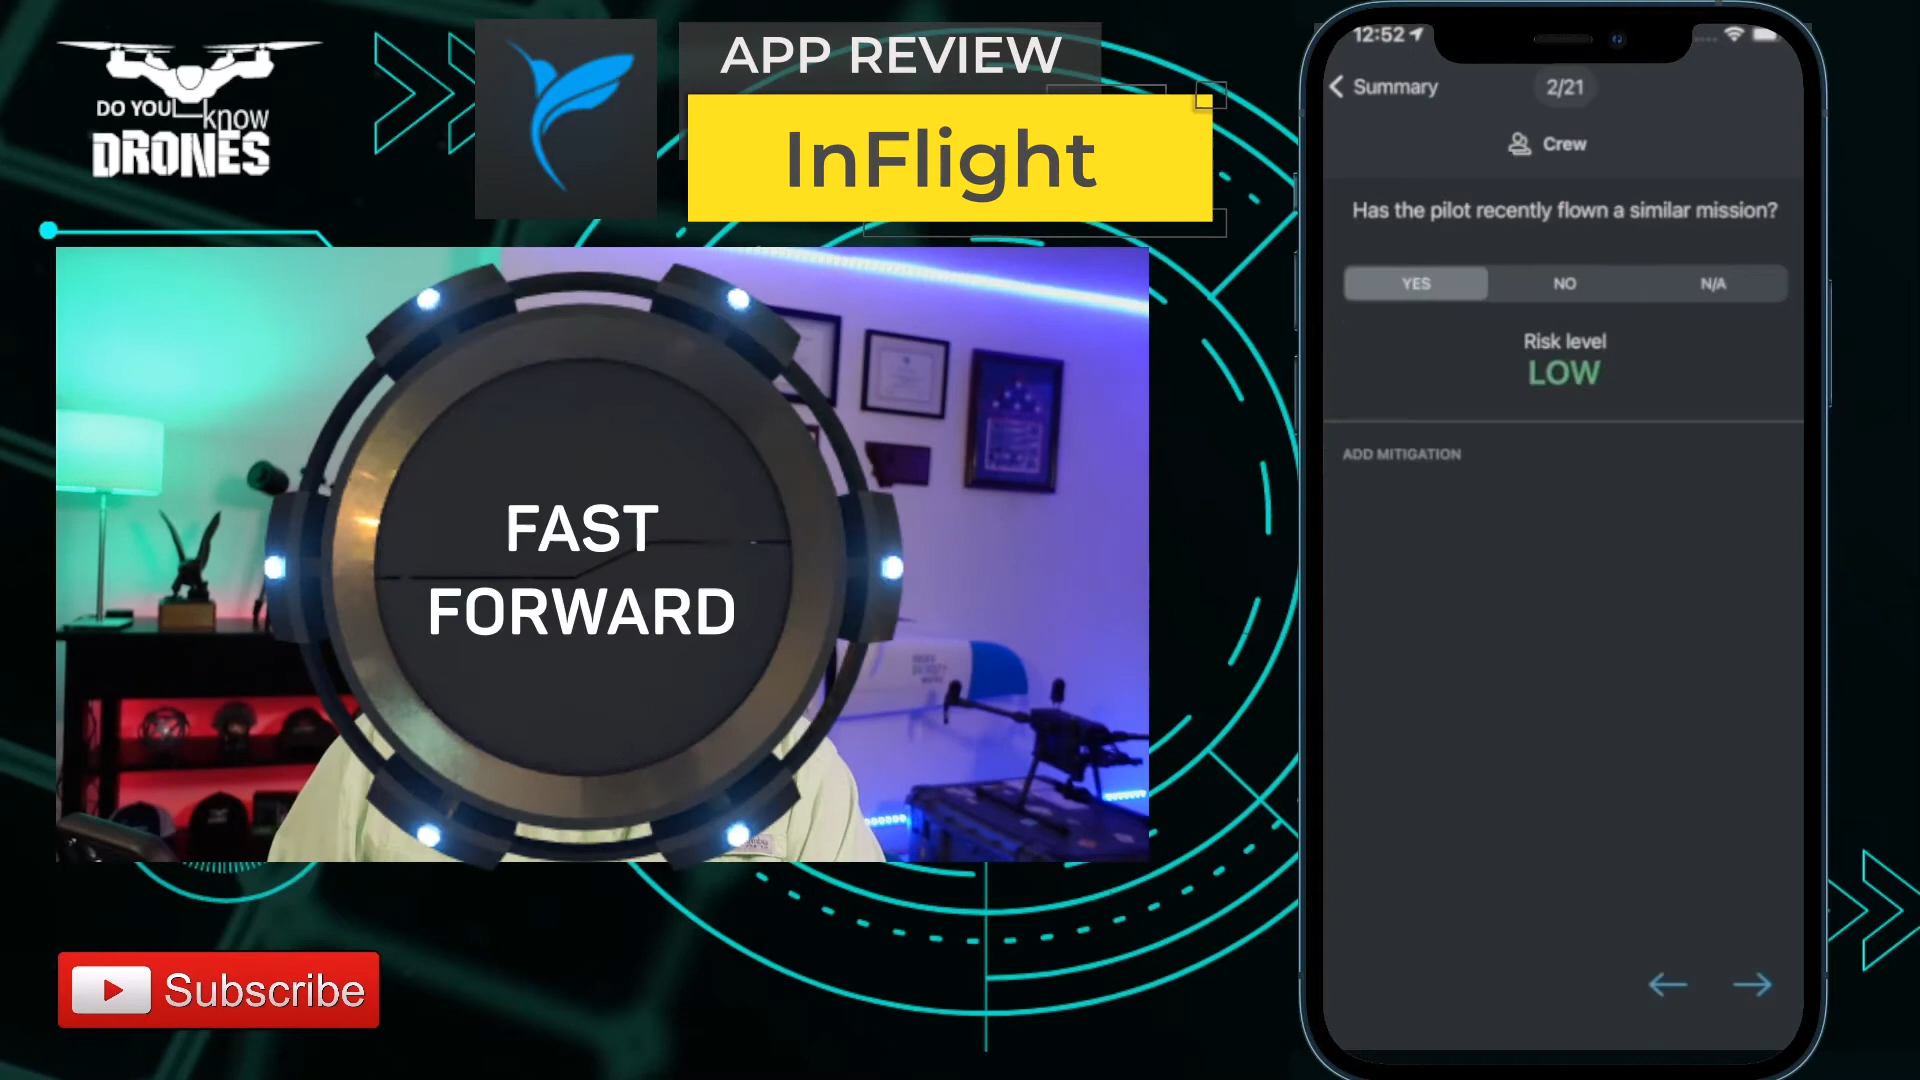 DO YOU know
DRONES
APP REVIEW
InFlight
FAST
FORWARD
Subscribe
12:52
Summary
2/21
Crew
Has the pilot recently flown a similar mission?
YES
NO
N/A
Risk level
LOW
ADD MITIGATION